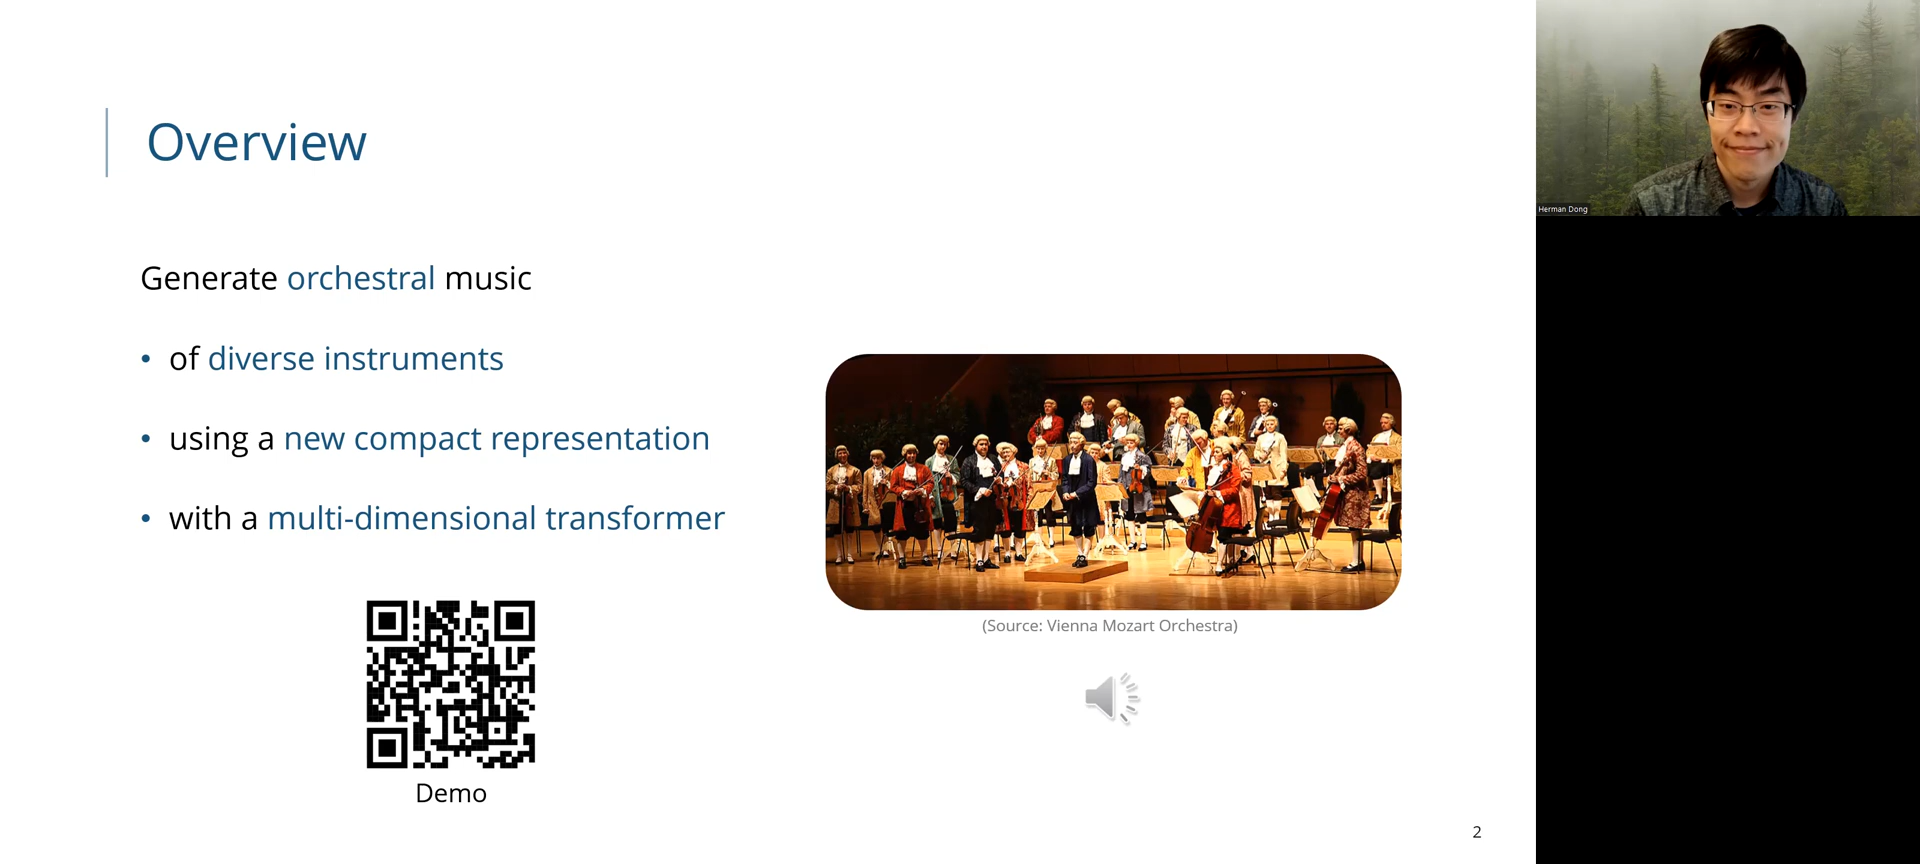 Overview
Generate orchestral music
• of diverse instruments
• using a new compact representation
• with a multi-dimensional transformer
Demo
(Source: Vienna Mozart Orchestra)
2
Herman Dong